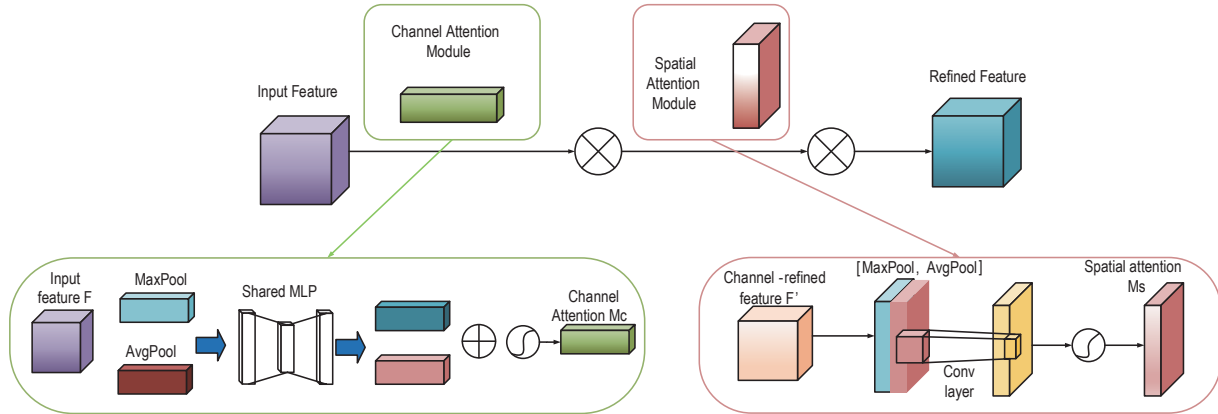 Channel Attention
Module
Input Feature
Spatial
Attention
Module
Refined Feature
Input
feature F
MaxPool
AvgPool
Shared MLP
Channel
Attention Mc
Channel -refined
feature F'
[MaxPool, AvgPool]
Conv
layer
Spatial attention
Ms